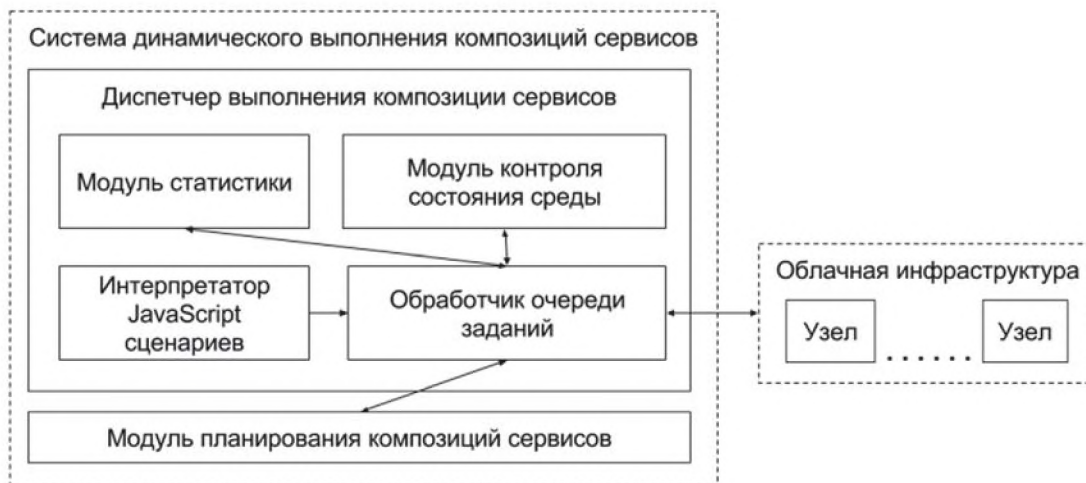 Система динамического выполнения композиций сервисов
Диспетчер выполнения композиции сервисов
Модуль статистики
Модуль контроля
состояния среды
Интерпретатор
JavaScript
сценариев
Обработчик очереди
заданий
Модуль планирования композиций сервисов
Облачная инфраструктура
Узел
......
Узел